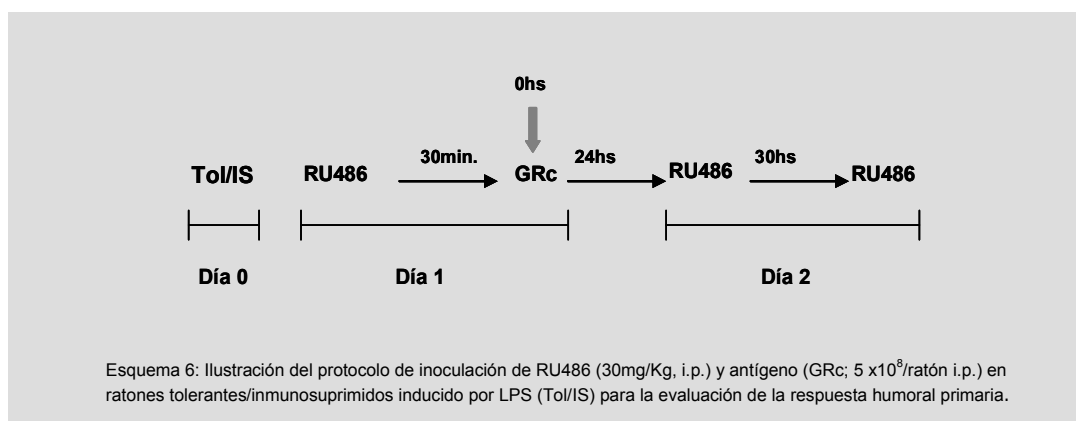 0hs
30min.
24hs
30hs
Tol/IS RU486 GRc RU486 RU486
Día 0 Día 1 Día 2
Esquema 6: Ilustración del protocolo de inoculación de RU486 (30mg/Kg, i.p.) y antígeno (GRc; 5 x10⁸/ratón i.p.) en
ratones tolerantes/inmunosuprimidos inducido por LPS (Tol/IS) para la evaluación de la respuesta humoral primaria.